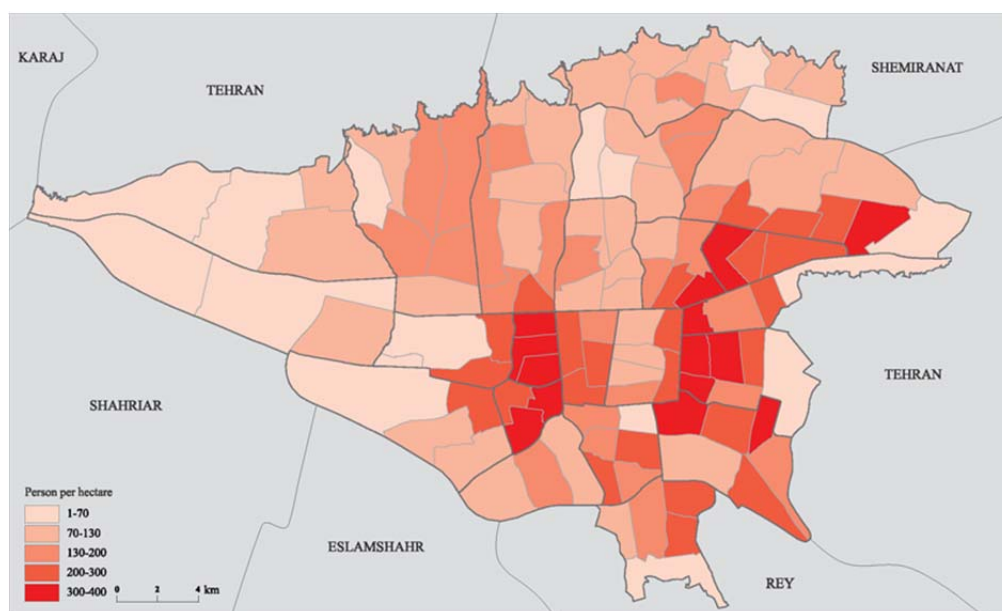 KARAJ
SHEMIRANAT
TEHRAN
TEHRAN
SHAHRIAR
Person per hectare
1-70
70-130
130-200
200-300
300-400
0 2 4 km
ESLAMSHAHR
REY